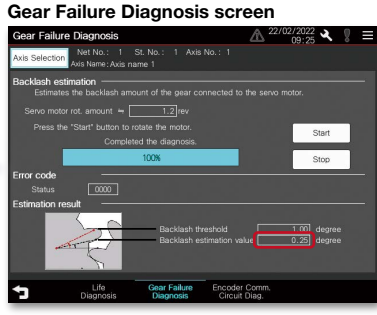 Gear Failure Diagnosis screen
Gear Failure Diagnosis
22/02/2022
09:25
Axis Selection
Net No.: 1 St. No.: 1 Axis No.: 1
Axis Name:Axis name 1
Backlash estimation
Estimates the backlash amount of the gear connected to the servo motor.
Servo motor rot. amount ≒ 1.2 rev
Press the "Start" button to rotate the motor.
Start
Completed the diagnosis.
100%
Stop
Error code
Status 0000
Estimation result
Backlash threshold 1.00 degree
Backlash estimation value 0.25 degree
Life
Diagnosis
Gear Failure
Diagnosis
Encoder Comm.
Circuit Diag.